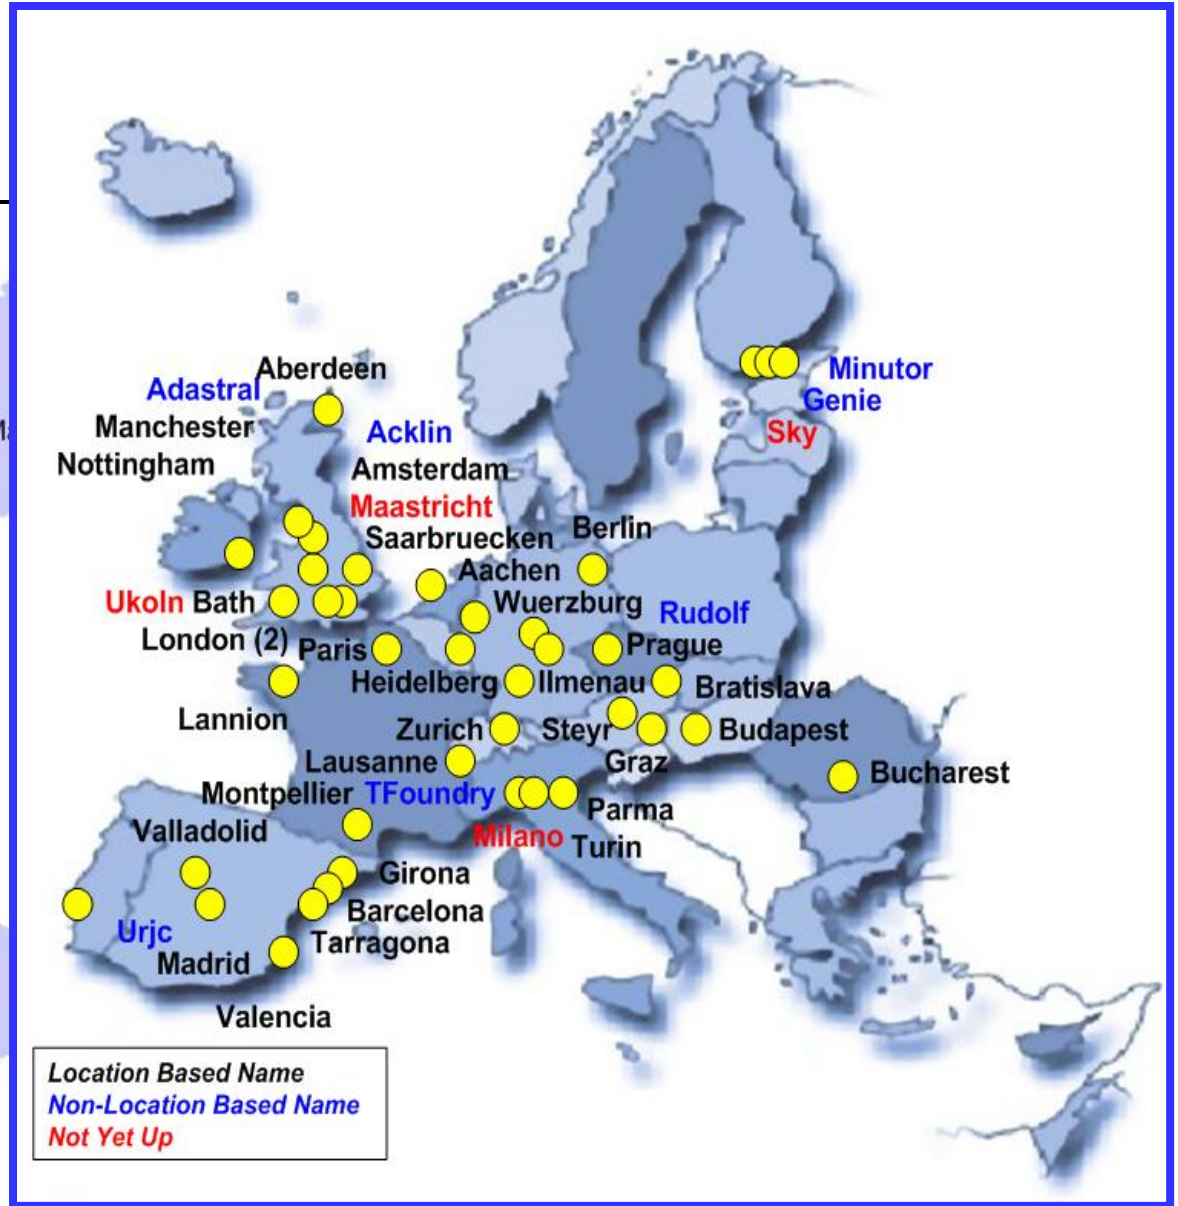 Aberdeen
Adastral
Minutor
Genie
Manchester
Acklin
Sky
Nottingham
Amsterdam
Maastricht
Saarbruecken
Berlin
Aachen
Ukoln Bath
Wuerzburg
Rudolf
London (2)
Paris
Prague
Heidelberg
Ilmenau
Bratislava
Lannion
Zurich
Steyr
Budapest
Lausanne
Graz
Bucharest
Montpellier
TFoundry
Parma
Valladolid
Milano
Turin
Girona
Barcelona
Urjc
Tarragona
Madrid
Valencia
Location Based Name
Non-Location Based Name
Not Yet Up